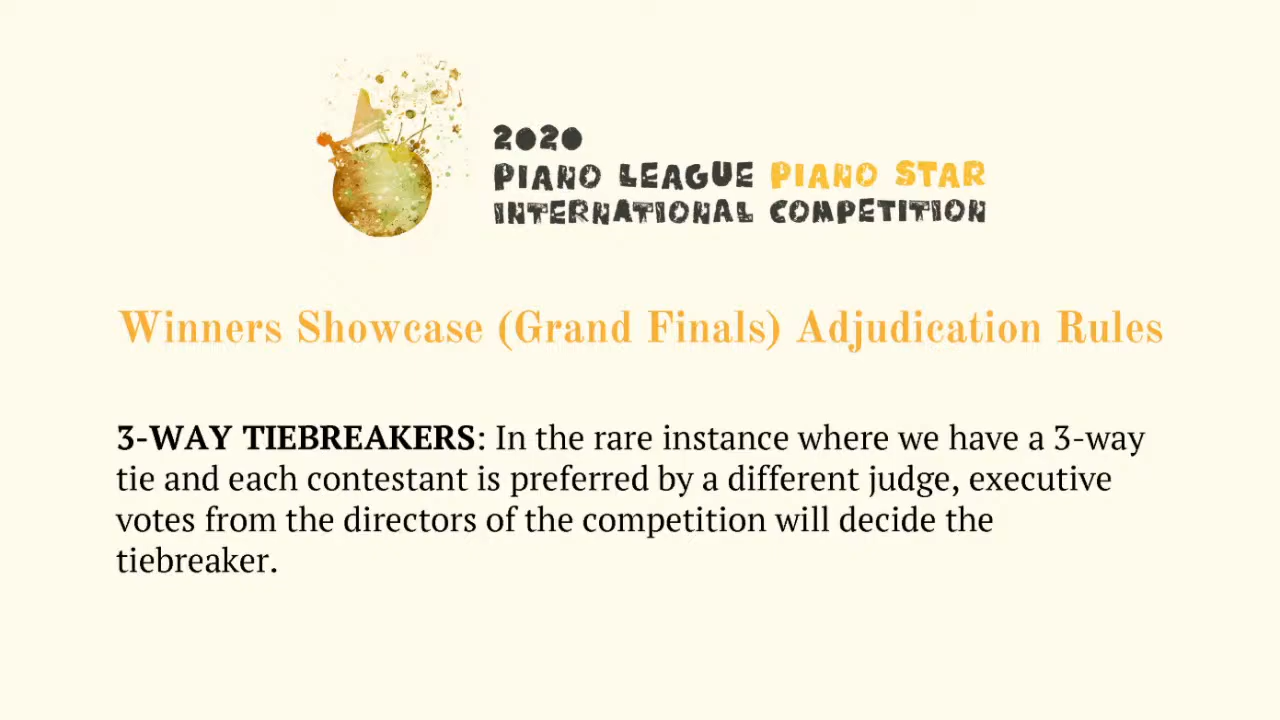 2020
PIANO LEAGUE PIANO STAR
INTERNATIONAL COMPETITION
Winners Showcase (Grand Finals) Adjudication Rules
3-WAY TIEBREAKERS: In the rare instance where we have a 3-way
tie and each contestant is preferred by a different judge, executive
votes from the directors of the competition will decide the
tiebreaker.